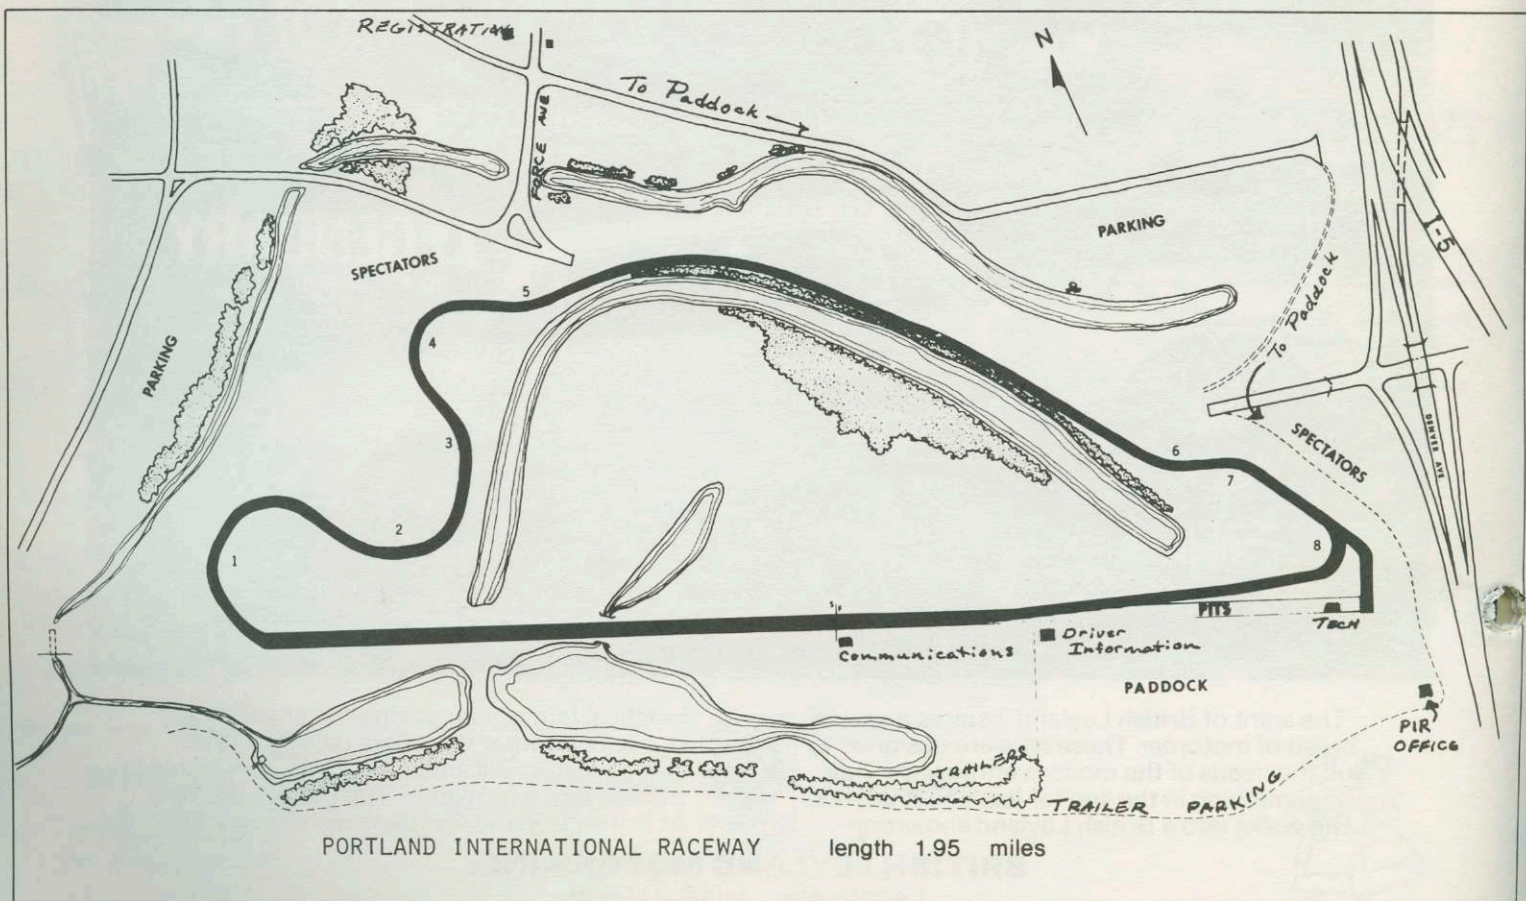 REGISTRATION
N
To Paddock
FORCE AVE
PARKING
I-5
SPECTATORS
To Paddock
5
4
PARKING
DENVER AVE
SPECTATORS
3
6
7
2
1
8
S F
PITS
TECH
Communications
Driver
Information
PADDOCK
PIR
OFFICE
TRAILERS
TRAILER PARKING
PORTLAND INTERNATIONAL RACEWAY length 1.95 miles